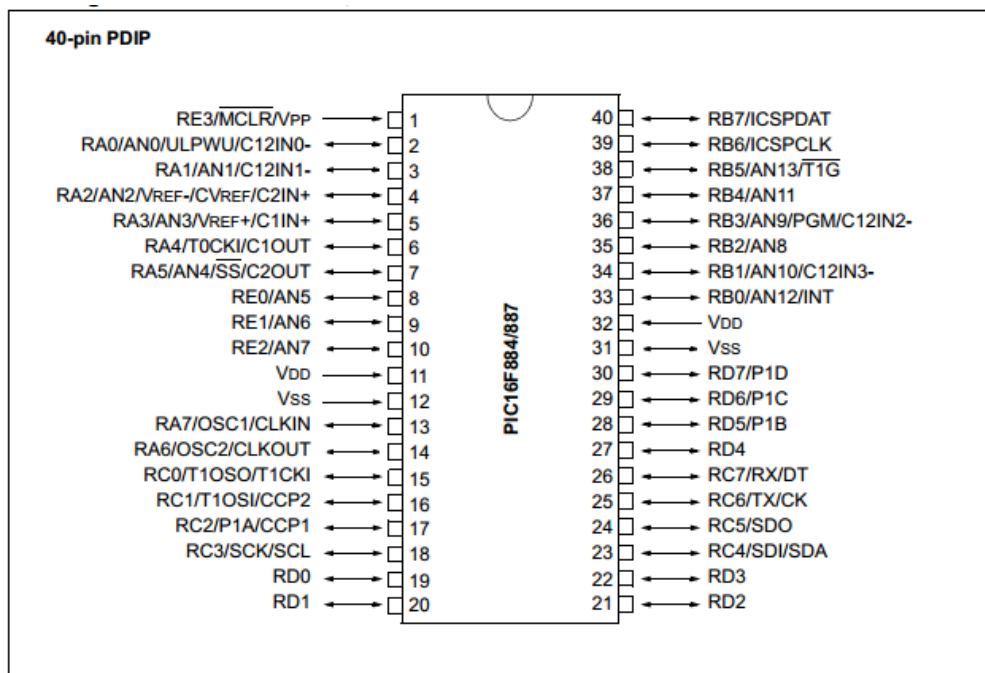 40-pin PDIP
RE3/MCLR/VPP
RA0/AN0/ULPWU/C12IN0-
RA1/AN1/C12IN1-
RA2/AN2/VREF-/CVREF/C2IN+
RA3/AN3/VREF+/C1IN+
RA4/T0CKI/C1OUT
RA5/AN4/SS/C2OUT
RE0/AN5
RE1/AN6
RE2/AN7
VDD
VSS
RA7/OSC1/CLKIN
RA6/OSC2/CLKOUT
RC0/T1OSO/T1CKI
RC1/T1OSI/CCP2
RC2/P1A/CCP1
RC3/SCK/SCL
RD0
RD1
1
2
3
4
5
6
7
8
9
10
11
12
13
14
15
16
17
18
19
20
PIC16F884/887
40
39
38
37
36
35
34
33
32
31
30
29
28
27
26
25
24
23
22
21
RB7/ICSPDAT
RB6/ICSPCLK
RB5/AN13/T1G
RB4/AN11
RB3/AN9/PGM/C12IN2-
RB2/AN8
RB1/AN10/C12IN3-
RB0/AN12/INT
VDD
VSS
RD7/P1D
RD6/P1C
RD5/P1B
RD4
RC7/RX/DT
RC6/TX/CK
RC5/SDO
RC4/SDI/SDA
RD3
RD2